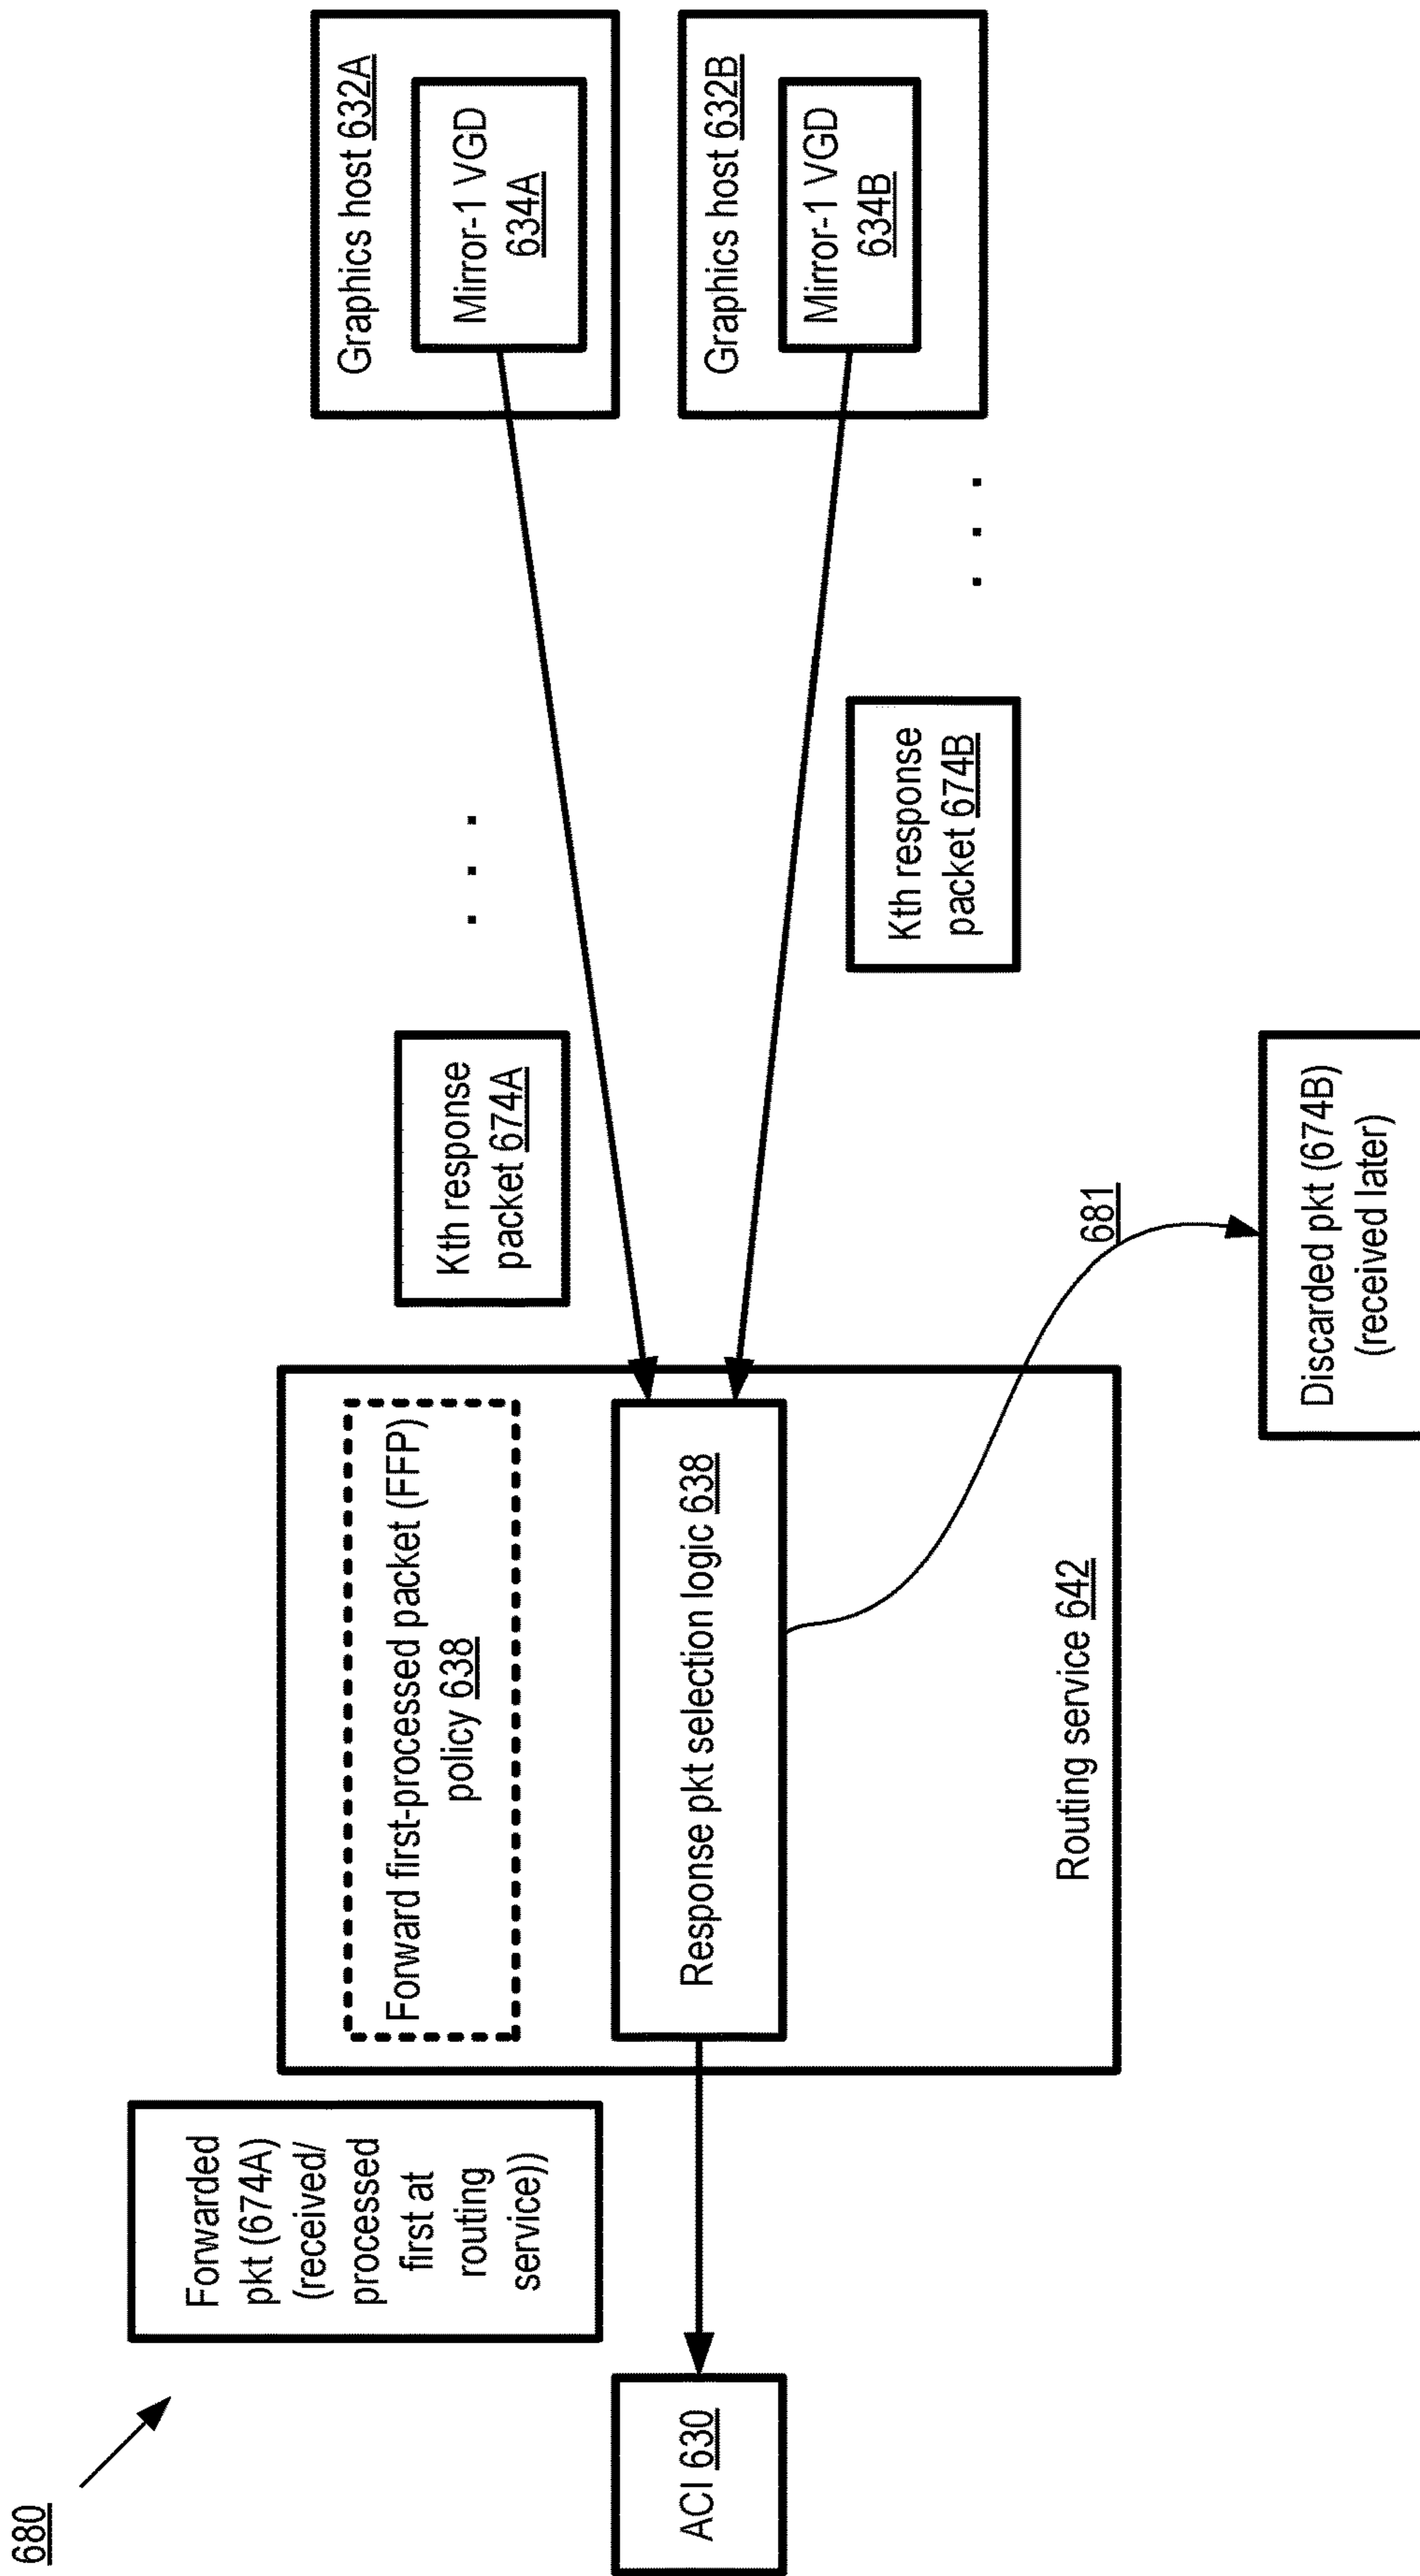 680
Forwarded
pkt (674A)
(received/
processed
first at
routing
service))
ACI 630
Forward first-processed packet (FFP)
policy 638
Response pkt selection logic 638
Routing service 642
Kth response
packet 674A
. . .
Kth response
packet 674B
. . .
681
Discarded pkt (674B)
(received later)
Graphics host 632A
Mirror-1 VGD
634A
Graphics host 632B
Mirror-1 VGD
634B